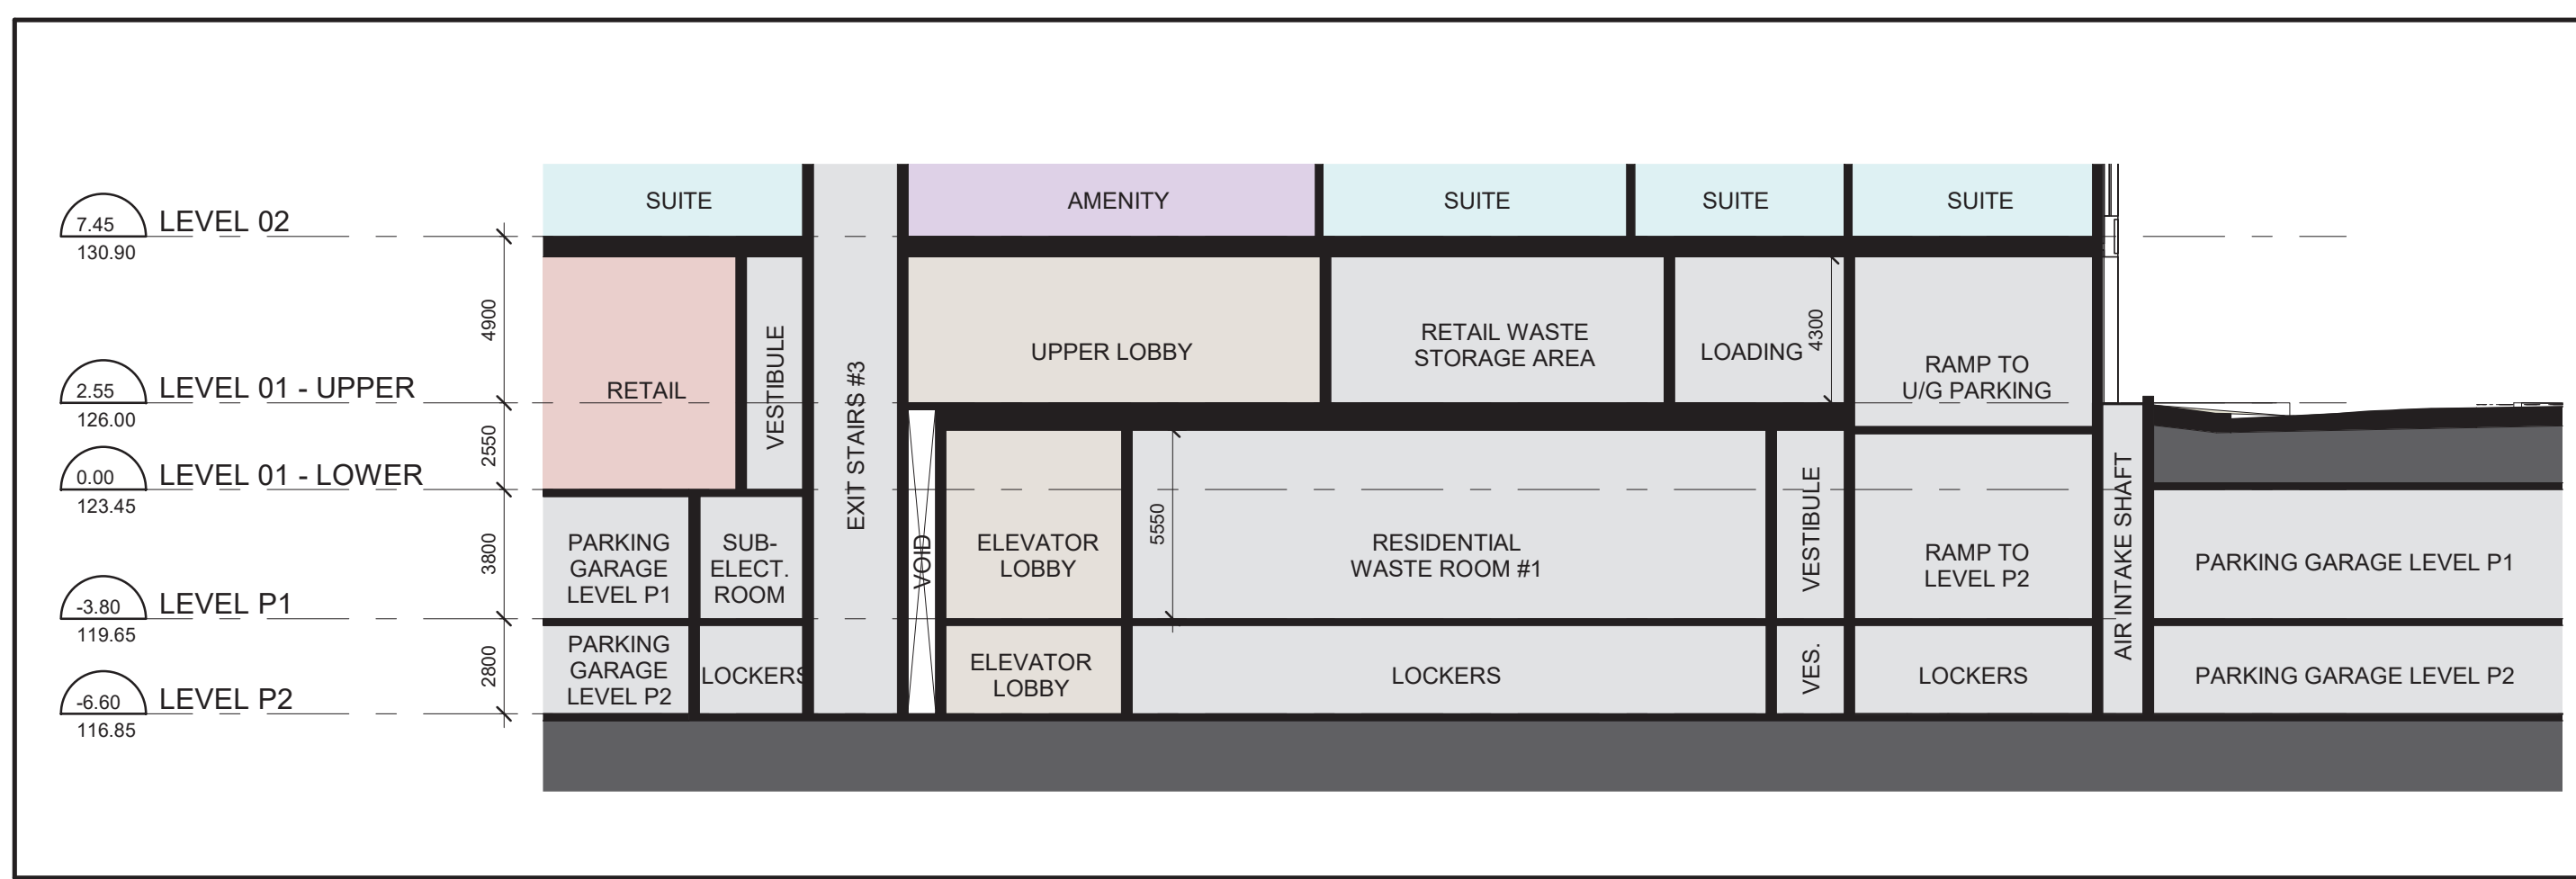 SUITE
AMENITY
SUITE
SUITE
SUITE
7.45
LEVEL 02
130.90
4900
RETAIL
VESTIBULE
EXIT STAIRS #3
UPPER LOBBY
RETAIL WASTE
STORAGE AREA
LOADING
4300
RAMP TO
U/G PARKING
2.55
LEVEL 01 - UPPER
126.00
2550
0.00
LEVEL 01 - LOWER
123.45
3800
PARKING
GARAGE
LEVEL P1
SUB-
ELECT.
ROOM
VOID
ELEVATOR
LOBBY
5550
RESIDENTIAL
WASTE ROOM #1
VESTIBULE
RAMP TO
LEVEL P2
AIR INTAKE SHAFT
PARKING GARAGE LEVEL P1
-3.80
LEVEL P1
119.65
2800
PARKING
GARAGE
LEVEL P2
LOCKERS
ELEVATOR
LOBBY
LOCKERS
VES.
LOCKERS
PARKING GARAGE LEVEL P2
-6.60
LEVEL P2
116.85